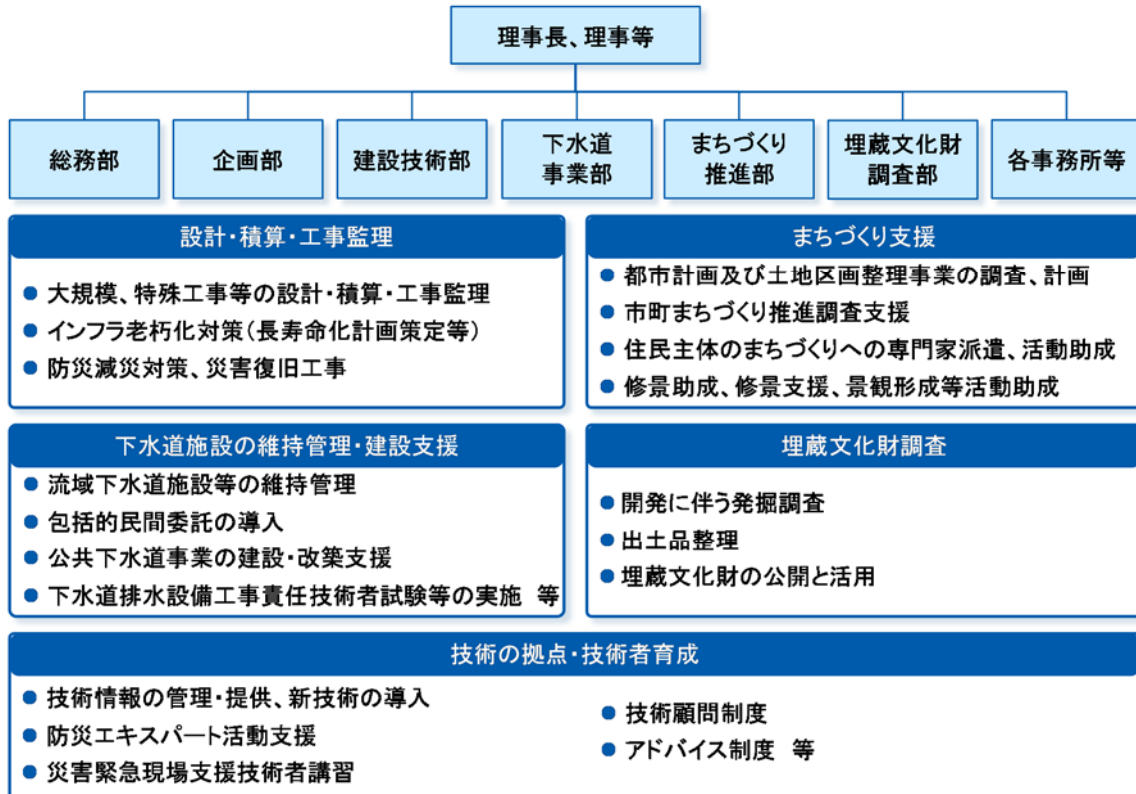 理事長、理事等
総務部
企画部
建設技術部
下水道
事業部
まちづくり
推進部
埋蔵文化財
調査部
各事務所等
設計・積算・工事監理
● 大規模、特殊工事等の設計・積算・工事監理
● インフラ老朽化対策（長寿命化計画策定等）
● 防災減災対策、災害復旧工事
まちづくり支援
● 都市計画及び土地区画整理事業の調査、計画
● 市町まちづくり推進調査支援
● 住民主体のまちづくりへの専門家派遣、活動助成
● 修景助成、修景支援、景観形成等活動助成
下水道施設の維持管理・建設支援
● 流域下水道施設等の維持管理
● 包括的民間委託の導入
● 公共下水道事業の建設・改築支援
● 下水道排水設備工事責任技術者試験等の実施 等
埋蔵文化財調査
● 開発に伴う発掘調査
● 出土品整理
● 埋蔵文化財の公開と活用
技術の拠点・技術者育成
● 技術情報の管理・提供、新技術の導入
● 防災エキスパート活動支援
● 災害緊急現場支援技術者講習
● 技術顧問制度
● アドバイス制度 等